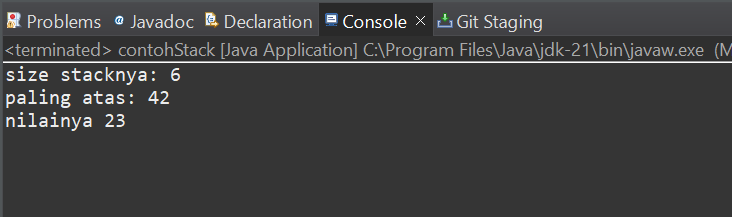 Problems Javadoc Declaration Console Git Staging
<terminated> contohStack [Java Application] C:\Program Files\Java\jdk-21\bin\javaw.exe (M
size stacknya: 6
paling atas: 42
nilainya 23